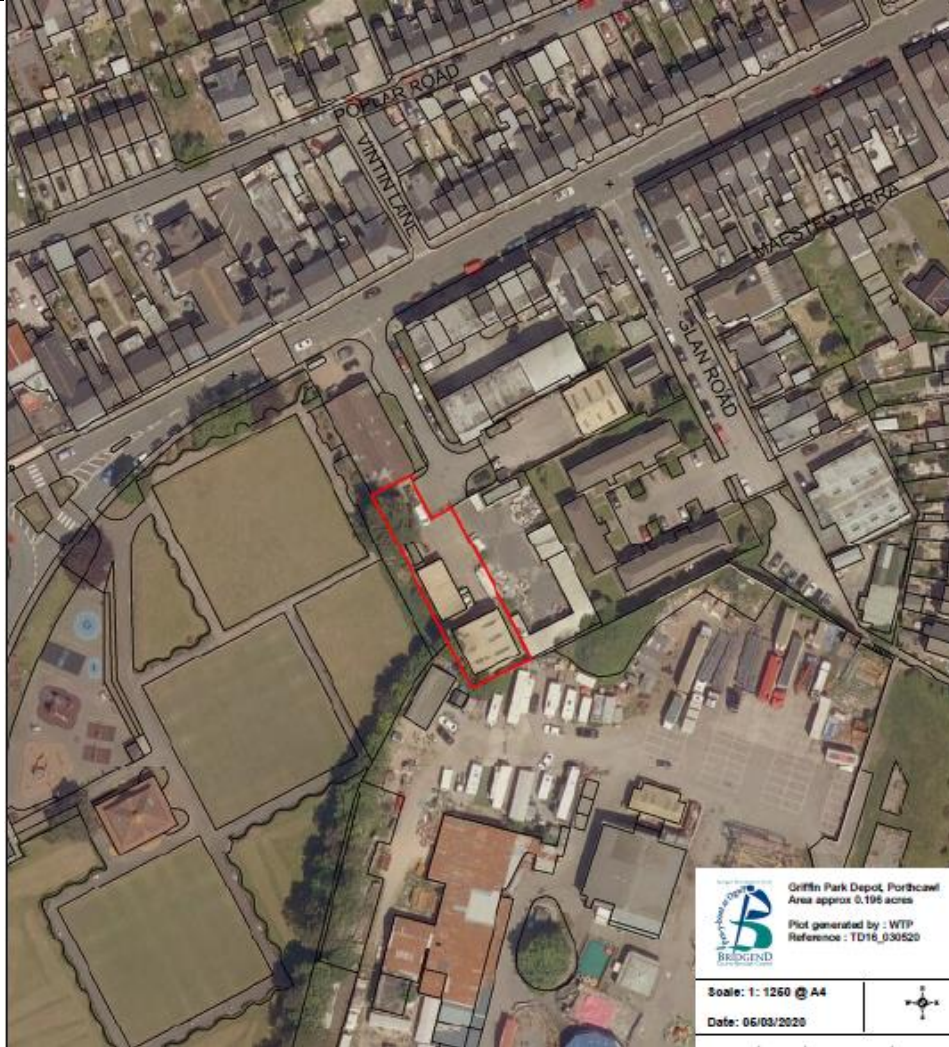 POPLAR ROAD
VINTIN LANE
MAESTEG TERRA
GLAN ROAD
Griffin Park Depot, Porthcawl
Area approx 0.196 acres
Plot generated by : WTP
Reference : TD16_030520
BRIDGEND
Scale: 1: 1250 @ A4
Date: 05/03/2020